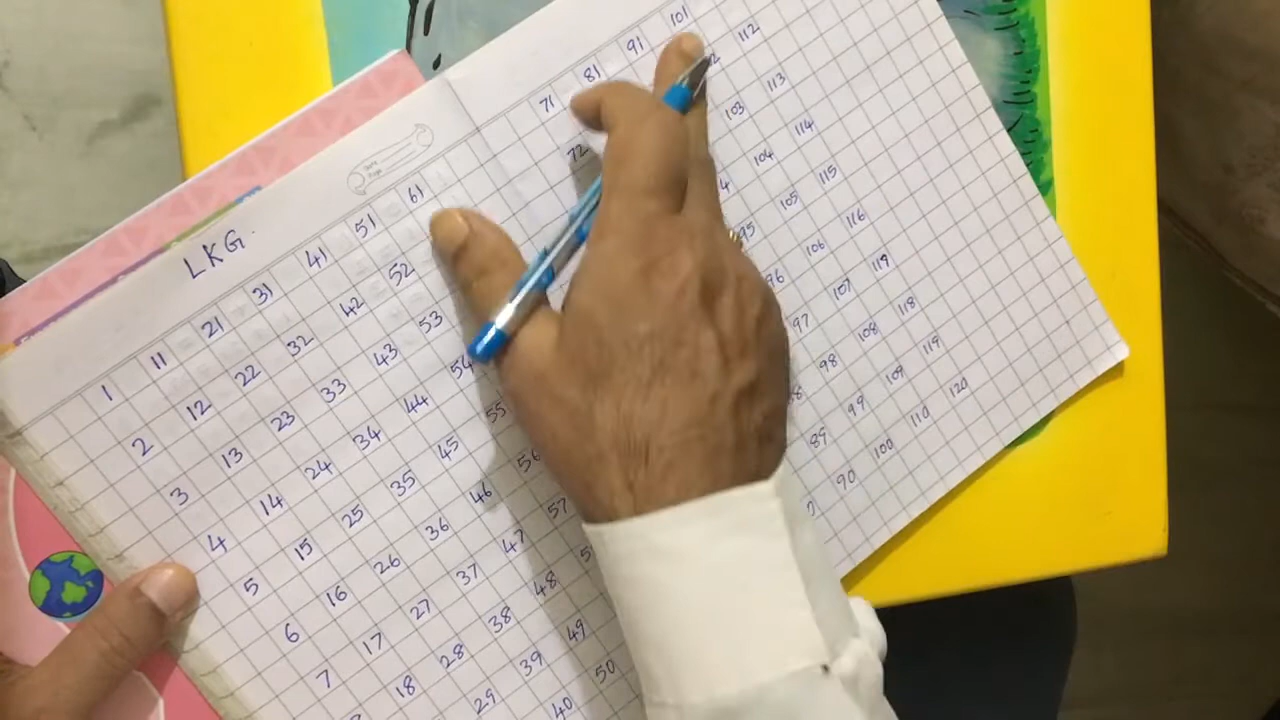 LKG.
1 11 21 31 41 51 61 71 81 91 101
2 12 22 32 42 52 72 112
3 13 23 33 43 53 103 113
4 14 24 34 44 54 104 114
5 15 25 35 45 55 95 105 115
6 16 26 36 46 56 96 106 116
7 17 27 37 47 57 97 107 119
18 28 38 48 98 108 118
29 39 49 89 99 109 119
40 50 90 100 110 120